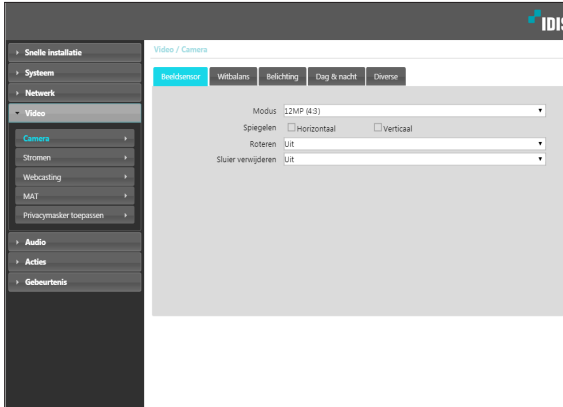 IDIS
Snelle installatie
Systeem
Netwerk
Video
Camera
Stromen
Webcasting
MAT
Privacymasker toepassen
Audio
Acties
Gebeurtenis
Video / Camera
Beeldsensor Witbalans Belichting Dag & nacht Diverse
Modus 12MP (4:3)
Spiegelen Horizontaal Verticaal
Roteren Uit
Sluier verwijderen Uit